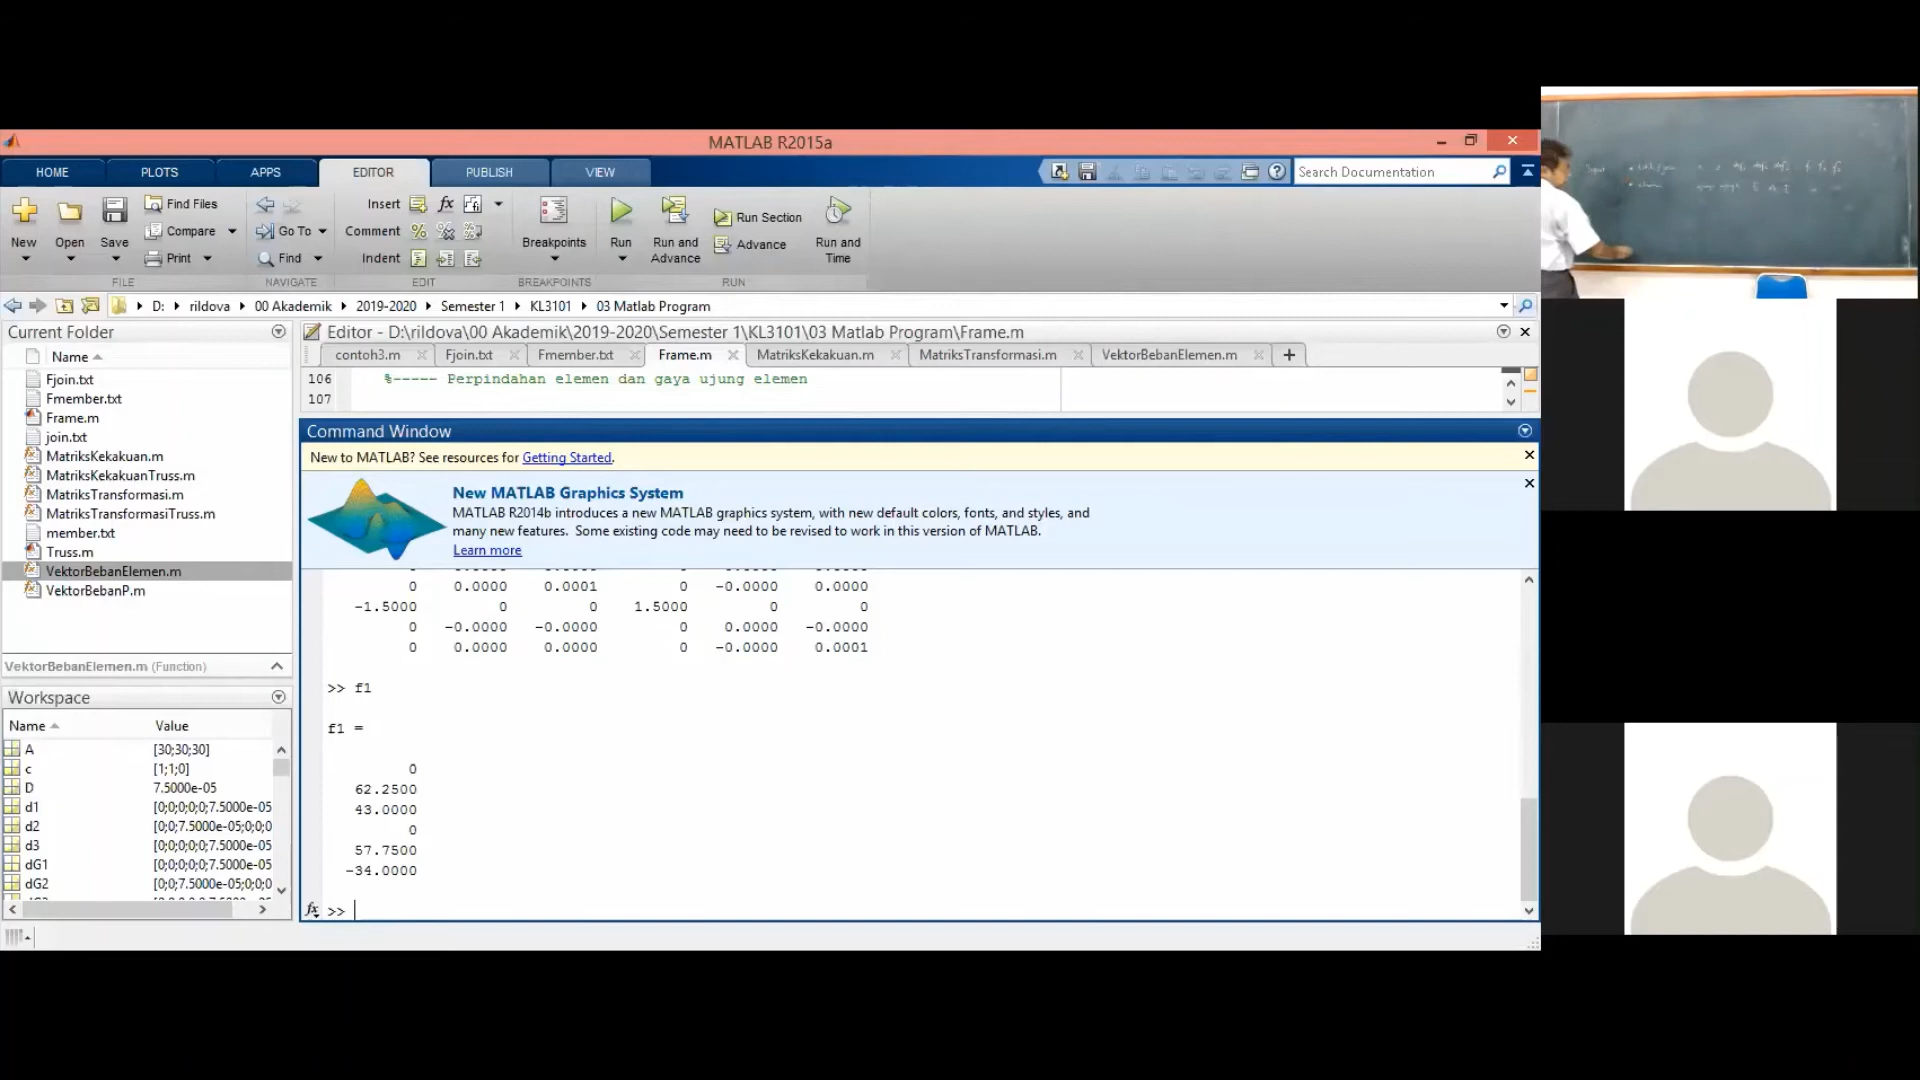 MATLAB R2015a
HOME PLOTS APPS EDITOR PUBLISH VIEW
Search Documentation
New Open Save Find Files Compare Print
Go To Find
Insert fx
Comment
Indent
Breakpoints Run Run and Advance Run Section Advance Run and Time
FILE NAVIGATE EDIT BREAKPOINTS RUN
D: rildova 00 Akademik 2019-2020 Semester 1 KL3101 03 Matlab Program
Current Folder
Name
Fjoin.txt
Fmember.txt
Frame.m
join.txt
MatriksKekakuan.m
MatriksKekakuanTruss.m
MatriksTransformasi.m
MatriksTransformasiTruss.m
member.txt
Truss.m
VektorBebanElemen.m
VektorBebanP.m
VektorBebanElemen.m (Function)
Workspace
Name Value
A [30;30;30]
c [1;1;0]
D 7.5000e-05
d1 [0;0;0;0;0;7.5000e-05
d2 [0;0;7.5000e-05;0;0;0
d3 [0;0;0;0;0;7.5000e-05
dG1 [0;0;0;0;0;7.5000e-05
dG2 [0;0;7.5000e-05;0;0;0
Editor - D:\rildova\00 Akademik\2019-2020\Semester 1\KL3101\03 Matlab Program\Frame.m
contoh3.m Fjoin.txt Fmember.txt Frame.m MatriksKekakuan.m MatriksTransformasi.m VektorBebanElemen.m
106 %----- Perpindahan elemen dan gaya ujung elemen
107
Command Window
New to MATLAB? See resources for Getting Started.
New MATLAB Graphics System
MATLAB R2014b introduces a new MATLAB graphics system, with new default colors, fonts, and styles, and
many new features. Some existing code may need to be revised to work in this version of MATLAB.
Learn more
0 0.0000 0.0001 0 -0.0000 0.0000
-1.5000 0 0 1.5000 0 0
0 -0.0000 -0.0000 0 0.0000 -0.0000
0 0.0000 0.0000 0 -0.0000 0.0001
>> f1
f1 =
0
62.2500
43.0000
0
57.7500
-34.0000
fx >>